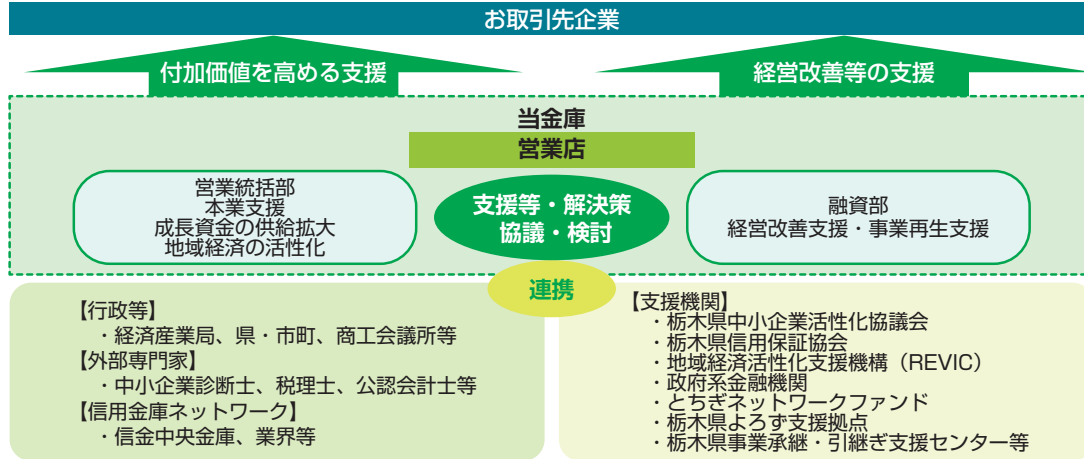 お取引先企業
付加価値を高める支援
経営改善等の支援
当金庫
営業店
営業統括部
本業支援
成長資金の供給拡大
地域経済の活性化
支援等・解決策
協議・検討
融資部
経営改善支援・事業再生支援
連携
【行政等】
・経済産業局、県・市町、商工会議所等
【外部専門家】
・中小企業診断士、税理士、公認会計士等
【信用金庫ネットワーク】
・信金中央金庫、業界等
【支援機関】
・栃木県中小企業活性化協議会
・栃木県信用保証協会
・地域経済活性化支援機構（REVIC）
・政府系金融機関
・とちぎネットワークファンド
・栃木県よろず支援拠点
・栃木県事業承継・引継ぎ支援センター等